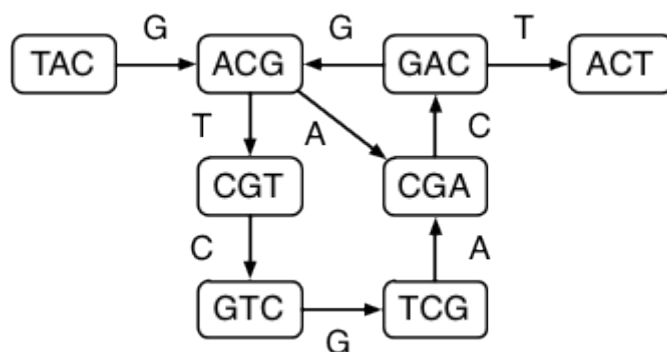 G G T
TAC ACG GAC ACT
T A C
CGT CGA
C A
GTC TCG
G